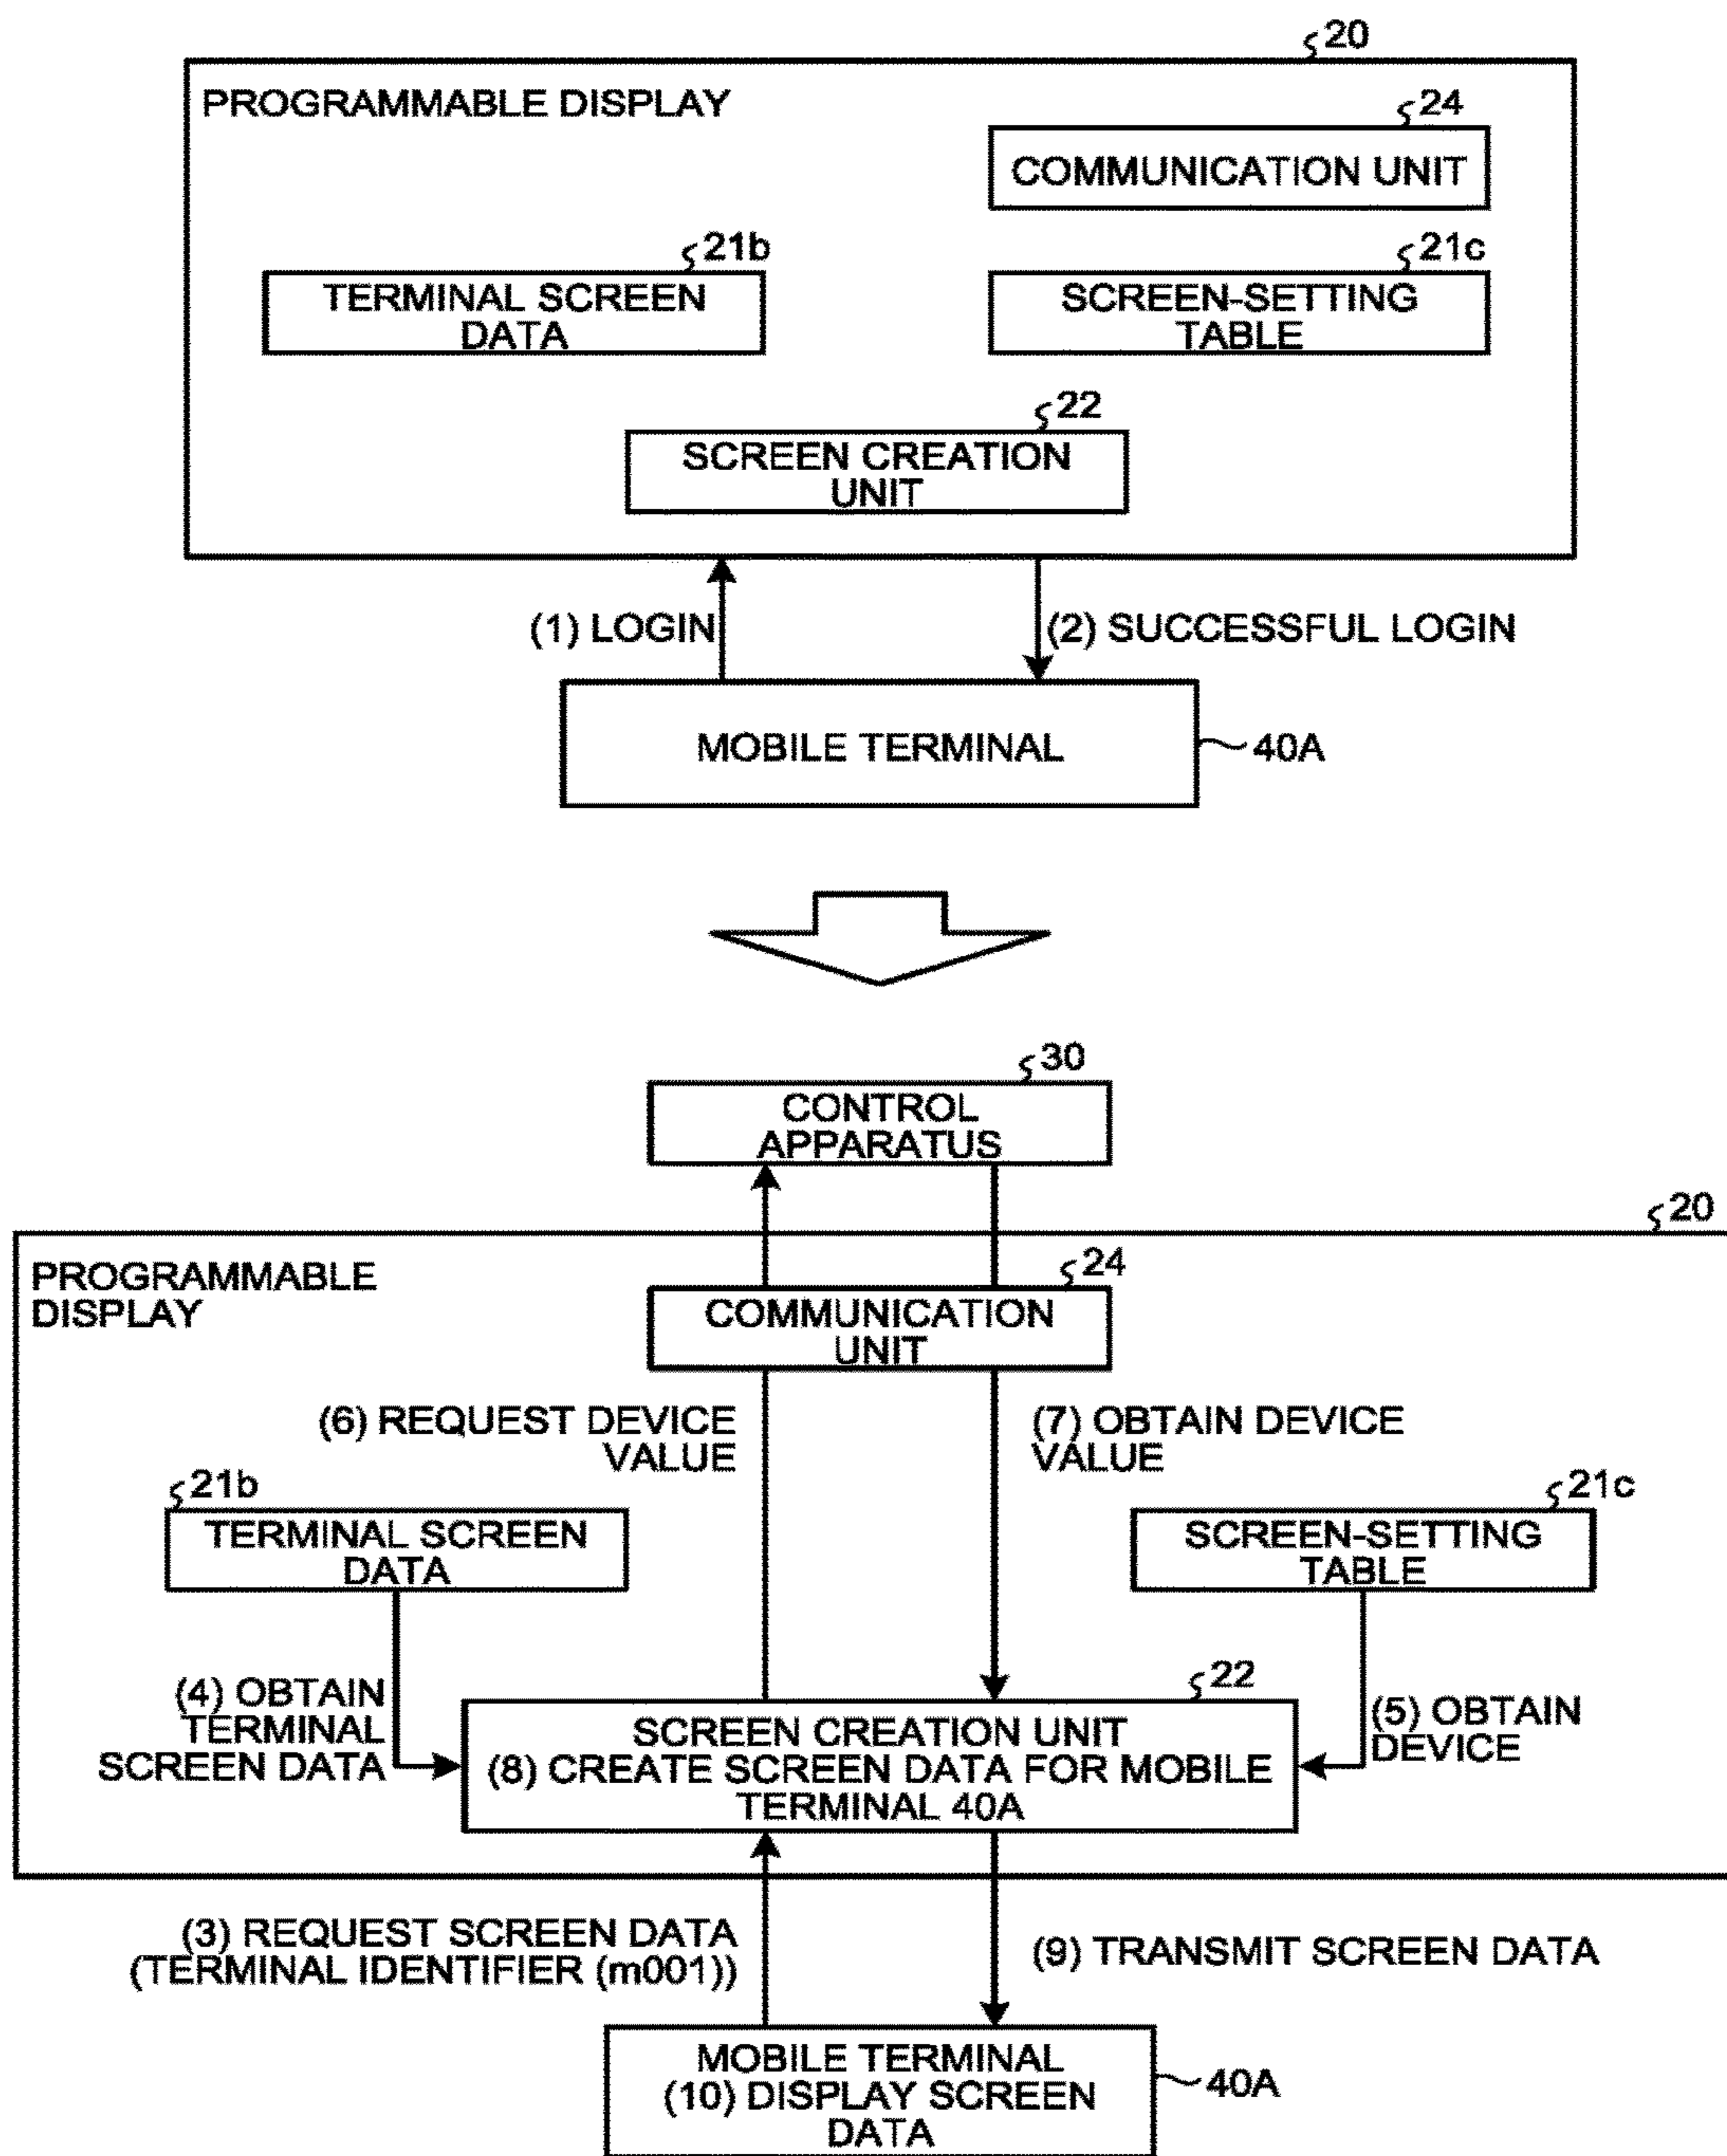 20
PROGRAMMABLE DISPLAY
24
COMMUNICATION UNIT
21b
TERMINAL SCREEN
DATA
21c
SCREEN-SETTING
TABLE
22
SCREEN CREATION
UNIT
(1) LOGIN
(2) SUCCESSFUL LOGIN
MOBILE TERMINAL
40A
30
CONTROL
APPARATUS
20
PROGRAMMABLE
DISPLAY
24
COMMUNICATION
UNIT
(6) REQUEST DEVICE
VALUE
(7) OBTAIN DEVICE
VALUE
21b
TERMINAL SCREEN
DATA
21c
SCREEN-SETTING
TABLE
(4) OBTAIN
TERMINAL
SCREEN DATA
22
SCREEN CREATION UNIT
(8) CREATE SCREEN DATA FOR MOBILE
TERMINAL 40A
(5) OBTAIN
DEVICE
(3) REQUEST SCREEN DATA
(TERMINAL IDENTIFIER (m001))
(9) TRANSMIT SCREEN DATA
MOBILE TERMINAL
(10) DISPLAY SCREEN
DATA
40A